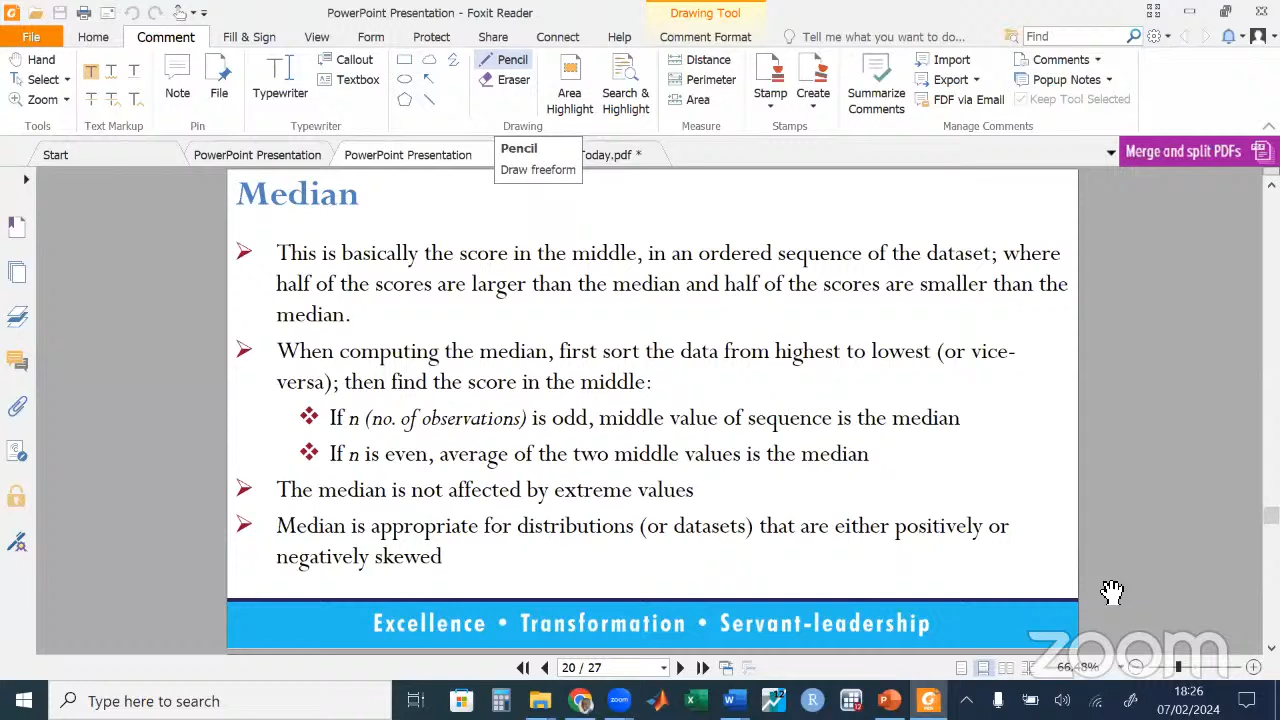 PowerPoint Presentation - Foxit Reader
Drawing Tool
File
Home
Comment
Fill & Sign
View
Form
Protect
Share
Connect
Help
Comment Format
Tell me what you want to do...
Find
Hand
Select
Zoom
Tools
T T T
T T T
Text Markup
Note
File
Pin
Typewriter
Callout
Textbox
Typewriter
Pencil
Eraser
Area
Highlight
Search &
Highlight
Drawing
Distance
Perimeter
Area
Measure
Stamp
Create
Stamps
Summarize
Comments
Import
Export
FDF via Email
Comments
Popup Notes
Keep Tool Selected
Manage Comments
Start
PowerPoint Presentation
PowerPoint Presentation
Today.pdf *
Pencil
Draw freeform
Merge and split PDFs
Median
This is basically the score in the middle, in an ordered sequence of the dataset; where
half of the scores are larger than the median and half of the scores are smaller than the
median.
When computing the median, first sort the data from highest to lowest (or vice-
versa); then find the score in the middle:
If n (no. of observations) is odd, middle value of sequence is the median
If n is even, average of the two middle values is the median
The median is not affected by extreme values
Median is appropriate for distributions (or datasets) that are either positively or
negatively skewed
Excellence • Transformation • Servant-leadership
zoom
20 / 27
66.48%
Type here to search
18:26
07/02/2024